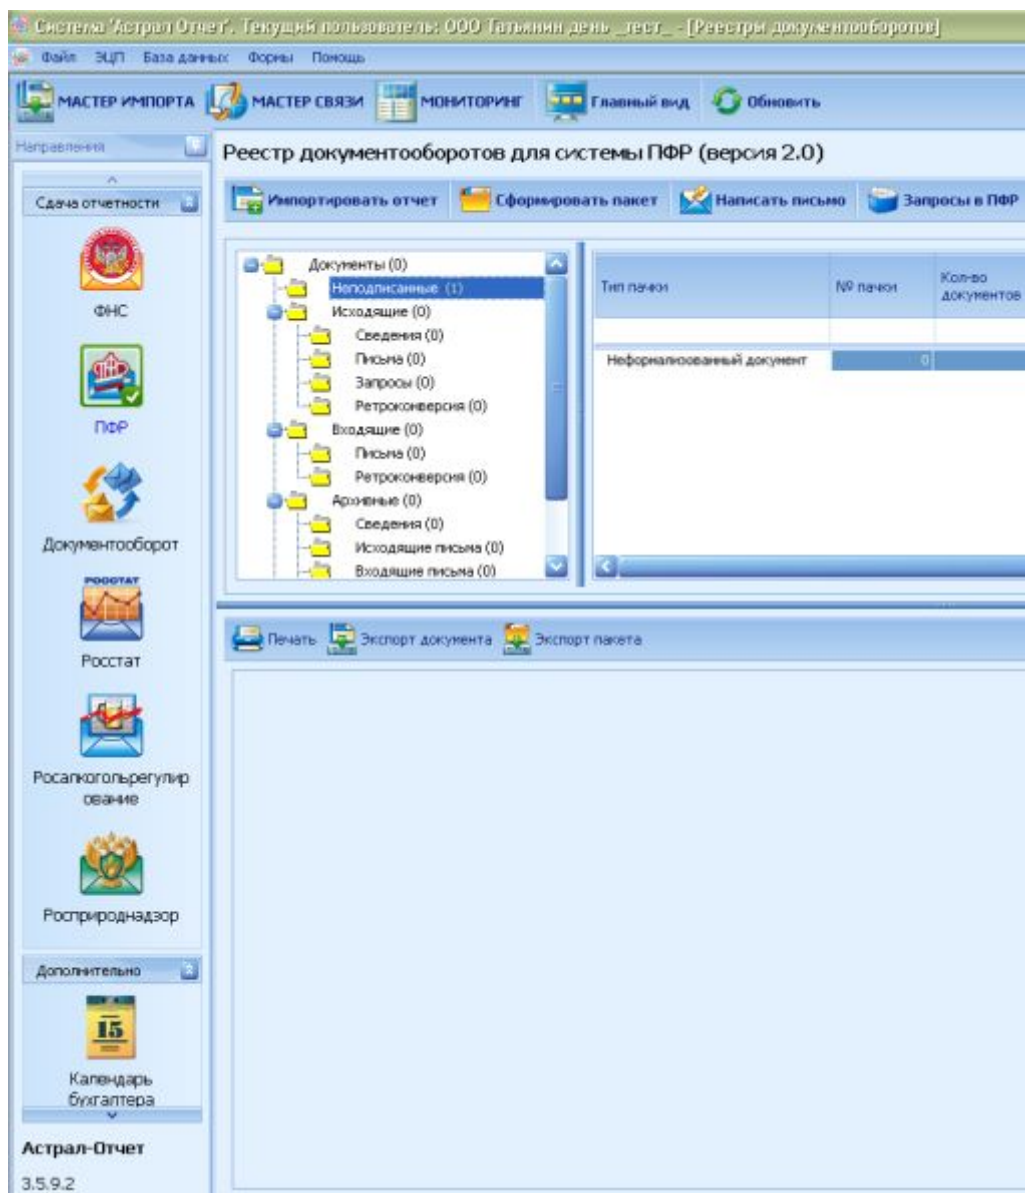 Система 'Астрал Отчет'. Текущий пользователь: ООО Татьянин день _тест_ - [Реестры документооборотов]
Файл ЭЦП База данных Формы Помощь
МАСТЕР ИМПОРТА МАСТЕР СВЯЗИ МОНИТОРИНГ Главный вид Обновить
Направления
Реестр документооборотов для системы ПФР (версия 2.0)
Сдача отчетности
Импортировать отчет Сформировать пакет Написать письмо Запросы в ПФР
ФНС
ПФР
Документооборот
РОССТАТ
Росстат
Росалкогольрегулир
ование
Росприроднадзор
Дополнительно
15
Календарь
бухгалтера
Астрал-Отчет
3.5.9.2
Документы (0)
Неподписанные (1)
Исходящие (0)
Сведения (0)
Письма (0)
Запросы (0)
Ретроконверсия (0)
Входящие (0)
Письма (0)
Ретроконверсия (0)
Архивные (0)
Сведения (0)
Исходящие письма (0)
Входящие письма (0)
Тип пачки № пачки Кол-во
документов
Неформализованный документ 0
Печать Экспорт документа Экспорт пакета